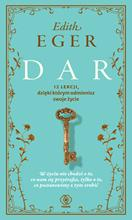 Edith
EGER
DAR
12 LEKCJI,
dzięki którym odmienisz
swoje życie
W życiu nie chodzi o to,
co nam się przytrafia, tylko o to,
co postanowimy z tym zrobić